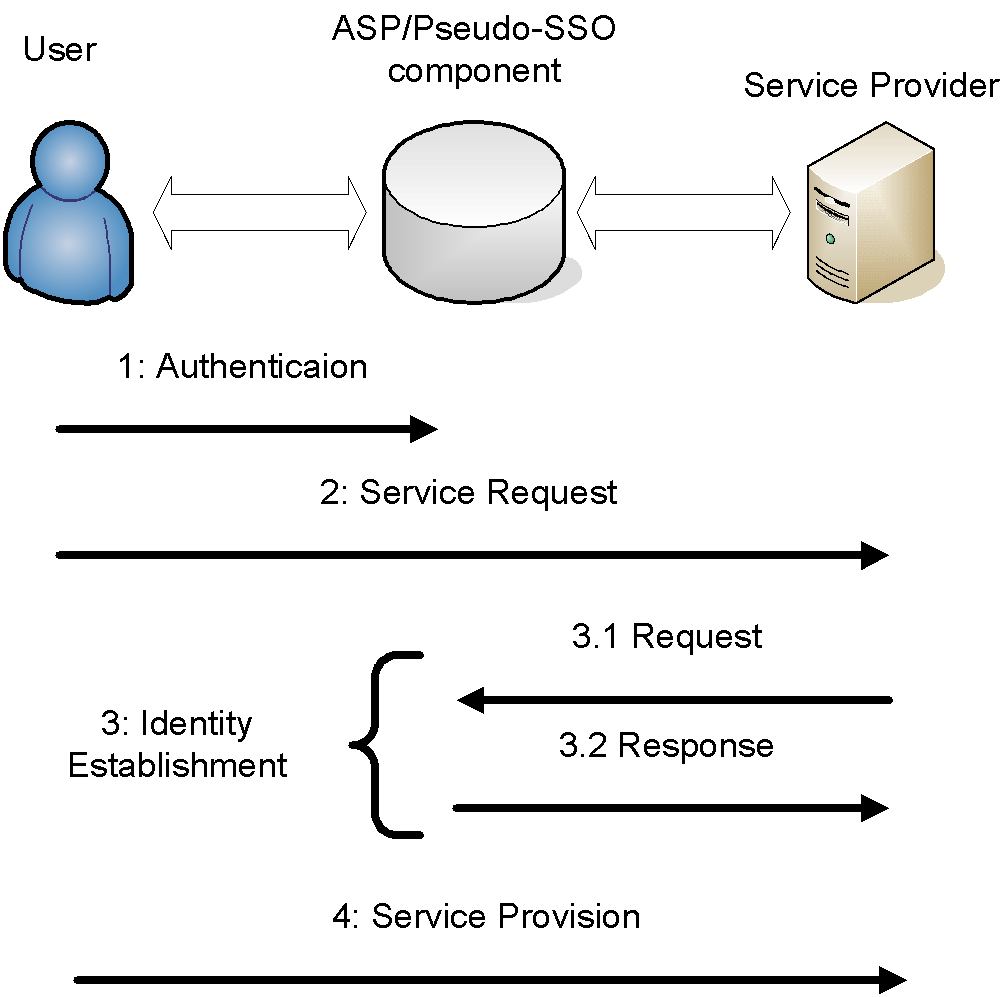 User
ASP/Pseudo-SSO
component
Service Provider
1: Authenticaion
2: Service Request
3.1 Request
3: Identity
Establishment
3.2 Response
4: Service Provision